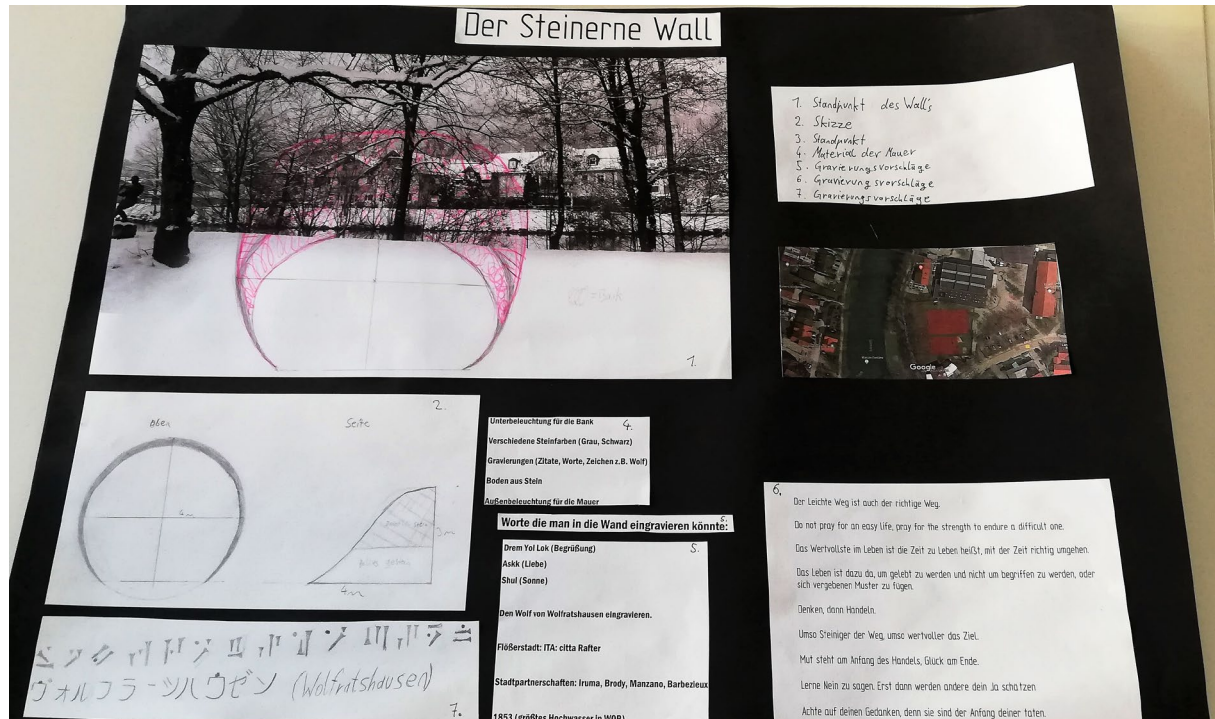 Der Steinerne Wall
1. Standpunkt des Wall's
2. Skizze
3. Standpunkt
4. Material der Mauer
5. Gravierungsvorschläge
6. Gravierungsvorschläge
7. Gravierungsvorschläge
1.
Google
2.
Oben
Seite
4m
3m
4m
4.
Unterbeleuchtung für die Bank
Verschiedene Steinfarben (Grau, Schwarz)
Gravierungen (Zitate, Worte, Zeichen z.B. Wolf)
Boden aus Stein
Außenbeleuchtung für die Mauer
Worte die man in die Wand eingravieren könnte:
5.
5.
Drem Yol Lok (Begrüßung)
Askk (Liebe)
Shul (Sonne)
Den Wolf von Wolfratshausen eingravieren.
Flößerstadt: ITA: citta Rafter
Stadtpartnerschaften: Iruma, Brody, Manzano, Barbezieux
1853 (größtes Hochwasser in WOR)
6.
Der Leichte Weg ist auch der richtige Weg.
Do not pray for an easy life, pray for the strength to endure a difficult one.
Das Wertvollste im Leben ist die Zeit zu Leben heißt, mit der Zeit richtig umgehen.
Das Leben ist dazu da, um gelebt zu werden und nicht um begriffen zu werden, oder
sich vergebenen Muster zu fügen.
Denken, dann Handeln.
Umso Steiniger der Weg, umso wertvoller das Ziel.
Mut steht am Anfang des Handels, Glück am Ende.
Lerne Nein zu sagen. Erst dann werden andere dein Ja schatzen
Achte auf deinen Gedanken, denn sie sind der Anfang deiner taten.
ヴォルフラーツハウゼン (Wolfratshausen)
7.